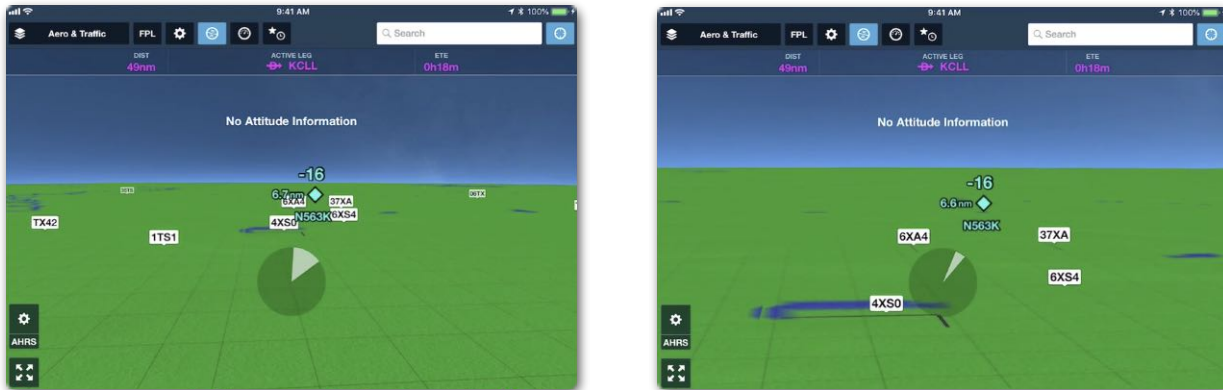 9:41 AM
100%
Aero & Traffic
FPL
Search
DIST
ACTIVE LEG
ETE
49nm
D KCLL
0h18m
No Attitude Information
-16
6.7nm
36TX
6XA4
37XA
TX42
4XS0
N563K
6XS4
1TS1
AHRS
9:41 AM
100%
Aero & Traffic
FPL
Search
DIST
ACTIVE LEG
ETE
49nm
D KCLL
0h18m
No Attitude Information
-16
6.6nm
N563K
6XA4
37XA
6XS4
4XS0
AHRS